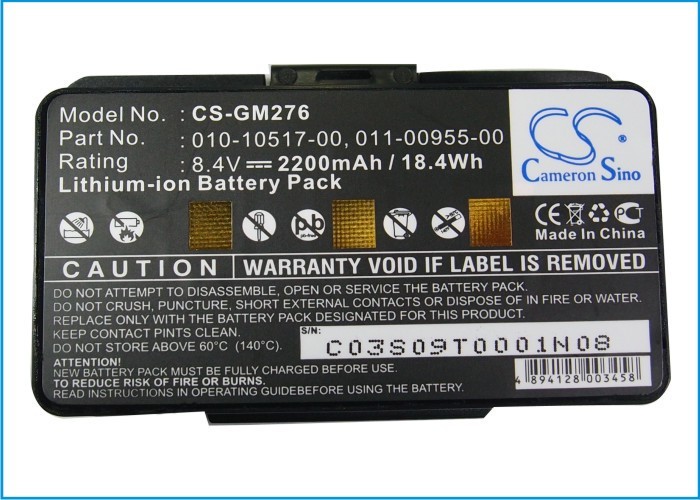 Model No. : CS-GM276
Part No. : 010-10517-00, 011-00955-00
Rating : 8.4V 2200mAh / 18.4Wh
Lithium-ion Battery Pack
CS
Cameron Sino
Pb
CE PCT
Made In China
CAUTION WARRANTY VOID IF LABEL IS REMOVED
DO NOT ATTEMPT TO DISASSEMBLE, OPEN OR SERVICE THE BATTERY.
DO NOT CRUSH, PUNCTURE, SHORT EXTERNAL CONTACTS OR DISPOSE OF IN FIRE OR WATER.
REPLACE ONLY WITH THE BATTERY PACK DESIGNATED FOR THIS PRODUCT.
KEEP CONTACT PINTS CLEAN.
DO NOT STORE ABOVE 60°C (140°C).
S/N:
C03S09T0001N08
ATTENTION:
NEW BATTERY PACK MUST BE FULLY CHARGED BEFORE USE.
TO REDUCE RISK OF FIRE OR INJURY, READ OPERATING GUIDEBEFORE USING BATTERY.
4 894128 003458